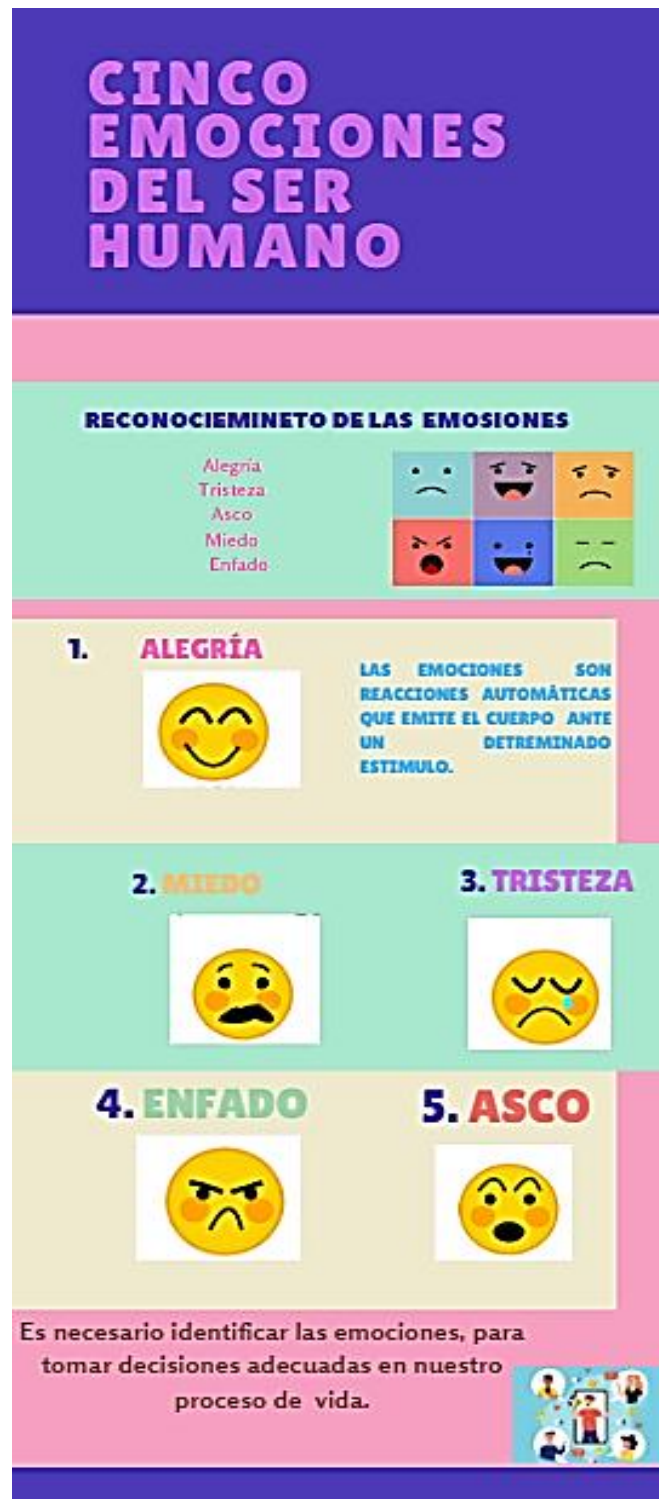 CINCO
EMOCIONES
DEL SER
HUMANO
RECONOCIEMINETO DE LAS EMOSIONES
Alegría
Tristeza
Asco
Miedo
Enfado
1. ALEGRÍA
LAS EMOCIONES SON
REACCIONES AUTOMÁTICAS
QUE EMITE EL CUERPO ANTE
UN DETREMINADO
ESTIMULO.
2. MIEDO
3. TRISTEZA
4. ENFADO
5. ASCO
Es necesario identificar las emociones, para
tomar decisiones adecuadas en nuestro
proceso de vida.